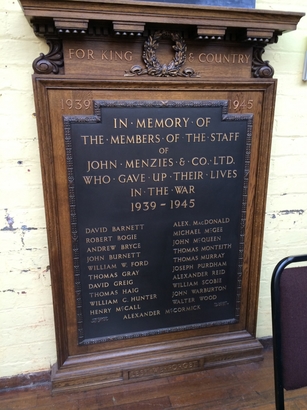 FOR KING & COUNTRY
1939 1945
IN MEMORY OF
THE MEMBERS OF THE STAFF
OF
JOHN MENZIES & CO. LTD.
WHO GAVE UP THEIR LIVES
IN THE WAR
1939 - 1945
DAVID BARNETT
ROBERT BOGIE
ANDREW BRYCE
JOHN BURNETT
WILLIAM W. FORD
THOMAS GRAY
DAVID GREIG
THOMAS HAIG
WILLIAM G. HUNTER
HENRY McCALL
ALEX. MACDONALD
MICHAEL McGEE
JOHN McQUEEN
THOMAS MONTEITH
THOMAS MURRAY
JOSEPH PURDHAM
ALEXANDER REID
WILLIAM SCOBIE
JOHN WARBURTON
WALTER WOOD
ALEXANDER McCORMICK